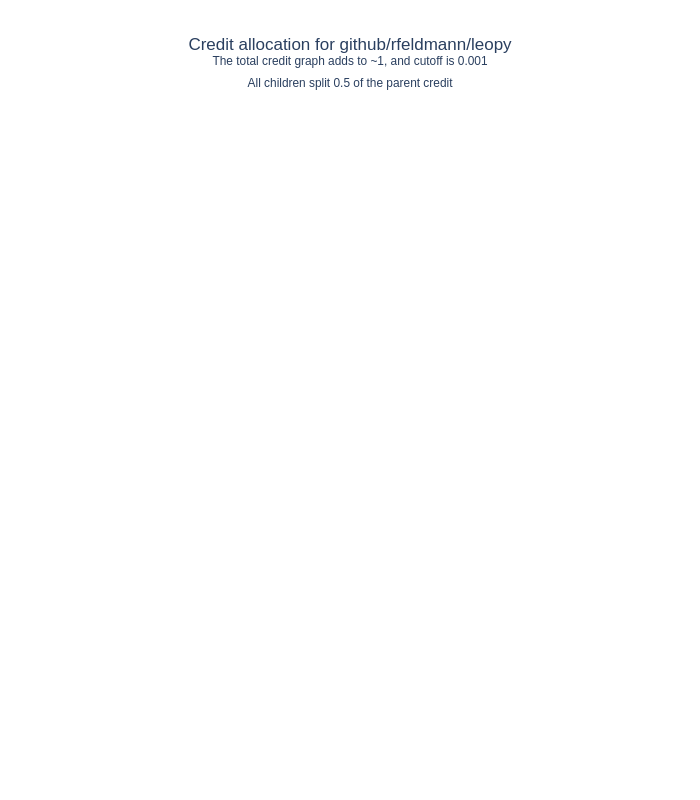 Credit allocation for github/rfeldmann/leopy
The total credit graph adds to ~1, and cutoff is 0.001
All children split 0.5 of the parent credit